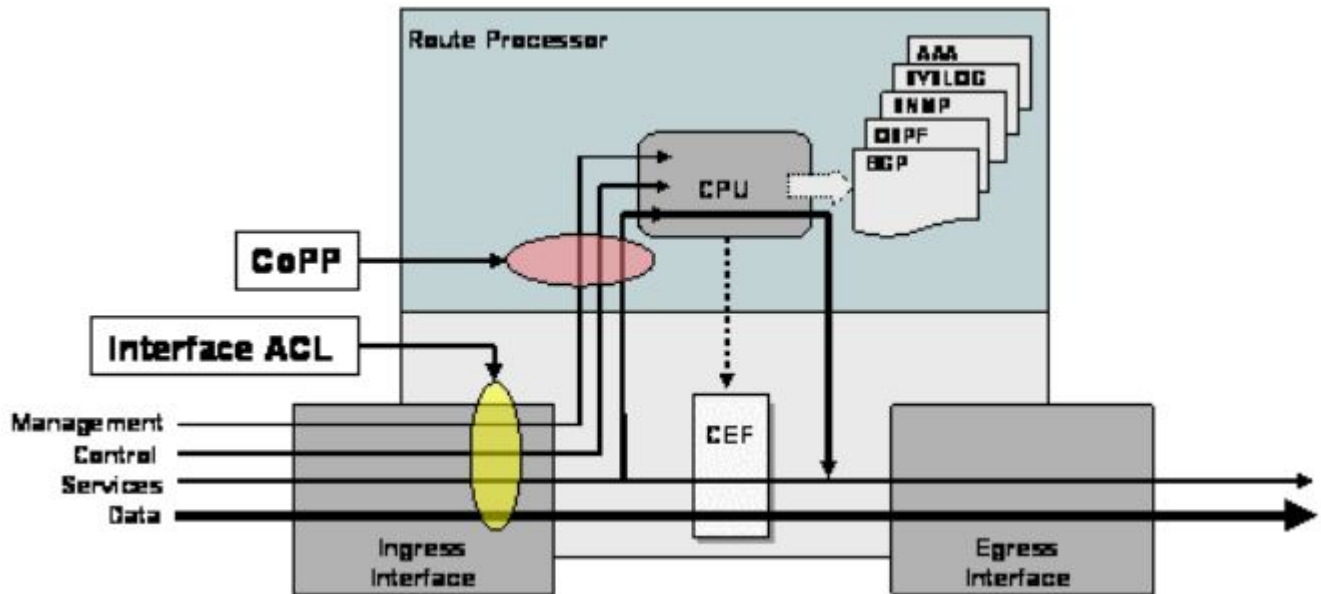 Route Processor
AAA
SYSLOG
SNMP
OSPF
BGP
CPU
CoPP
Interface ACL
Management
Control
Services
Data
CEF
Ingress
Interface
Egress
Interface